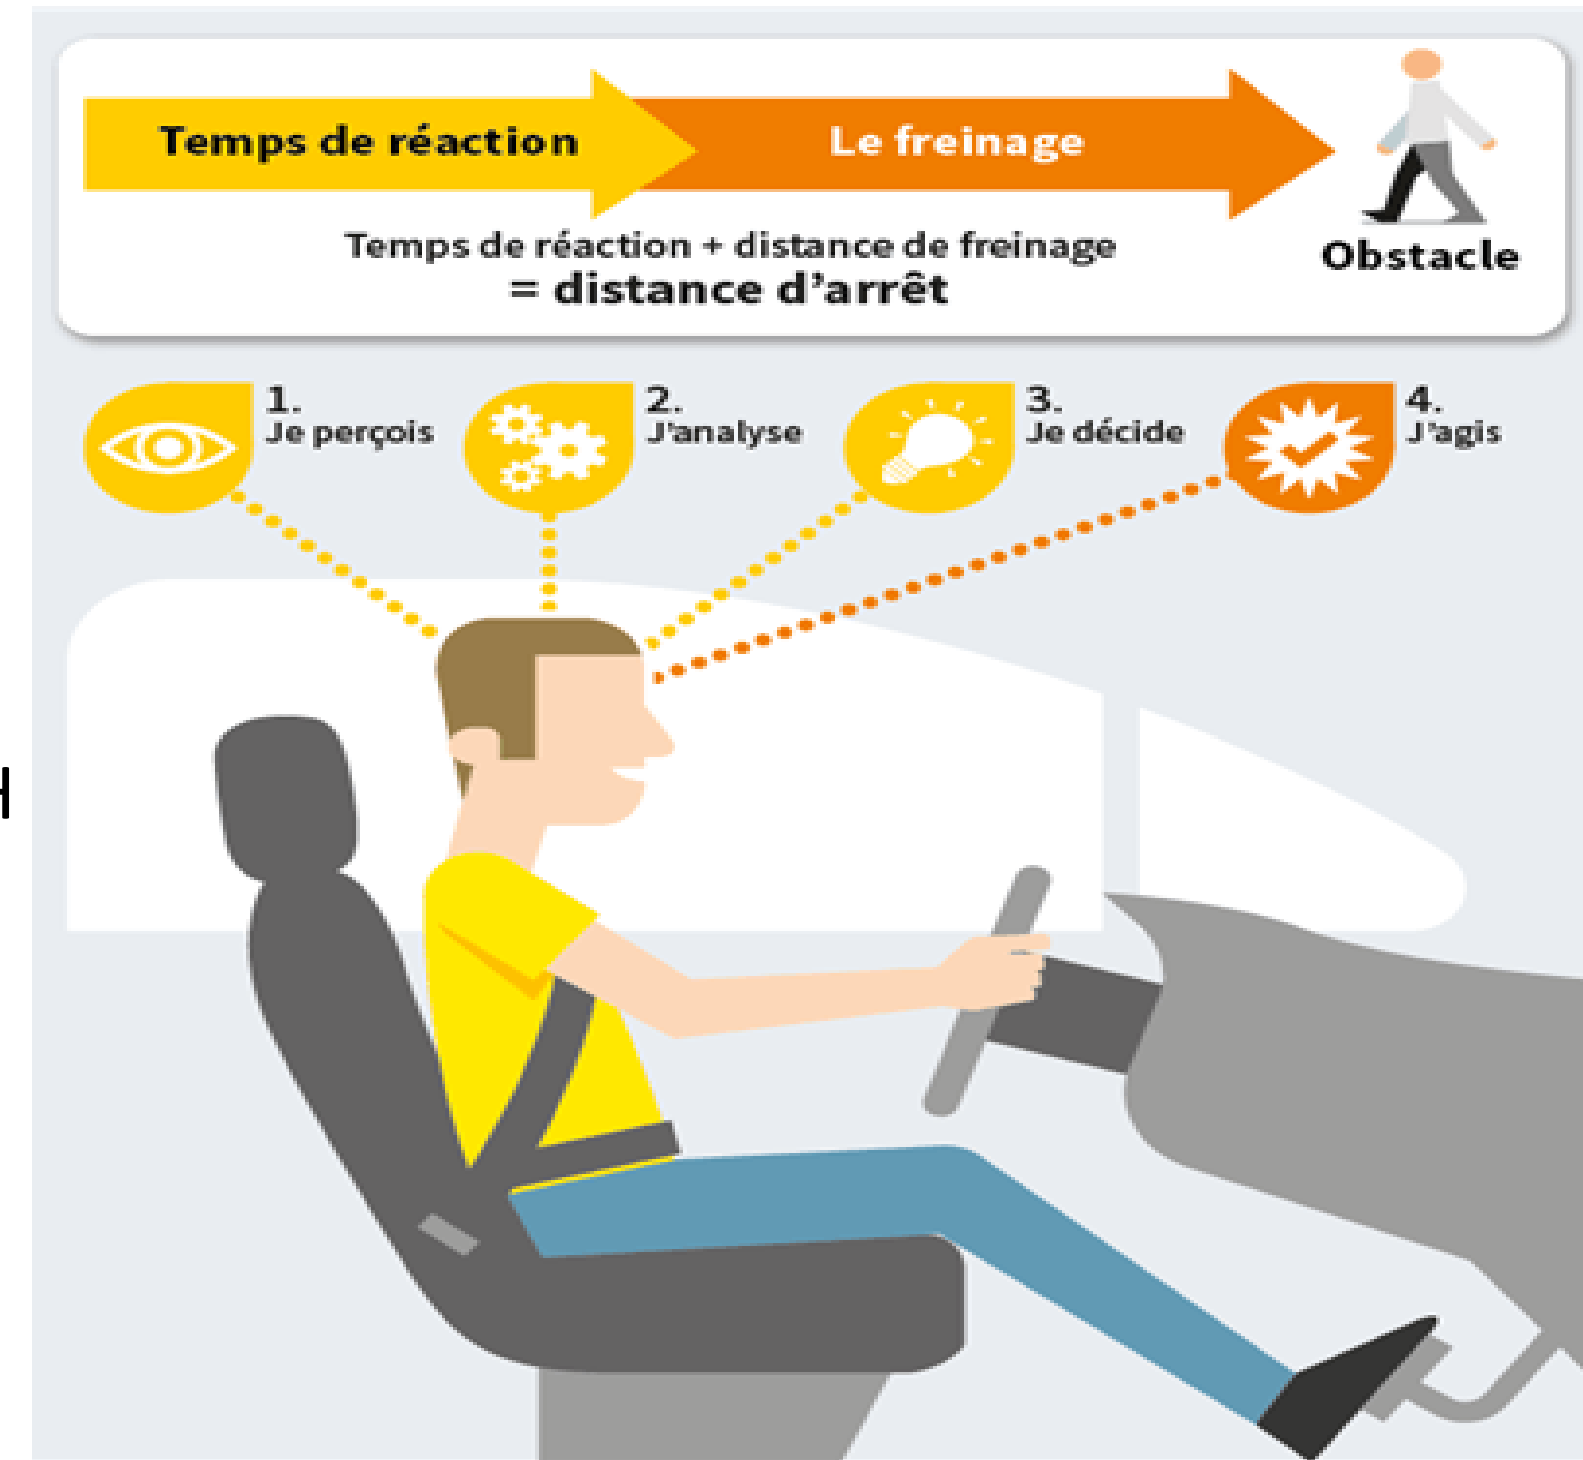 Temps de réaction
Le freinage
Temps de réaction + distance de freinage
= distance d'arrêt
Obstacle
1.
Je perçois
2.
J'analyse
3.
Je décide
4.
J'agis